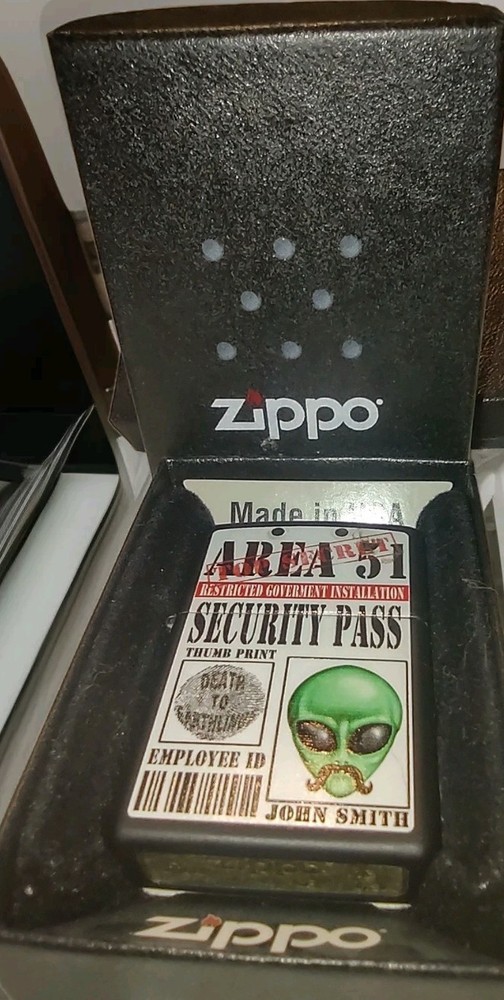 zippo
Made in USA
AREA 51
TOP SECRET
RESTRICTED GOVERMENT INSTALLATION
SECURITY PASS
THUMB PRINT
DEATH
TO
EARTHLINGS
EMPLOYEE ID
JOHN SMITH
zippo